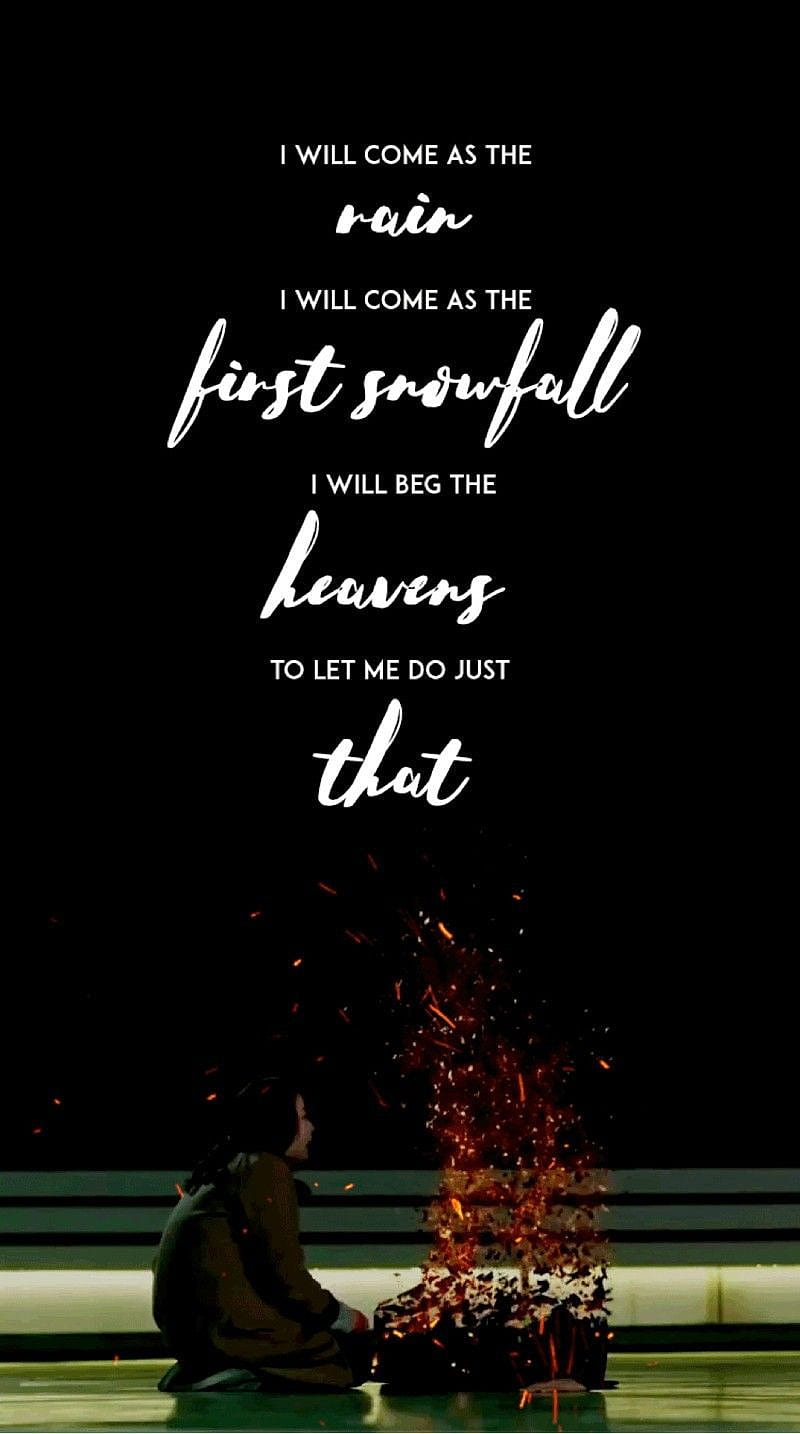 I WILL COME AS THE
rain
I WILL COME AS THE
first snowfall
I WILL BEG THE
heavens
TO LET ME DO JUST
that